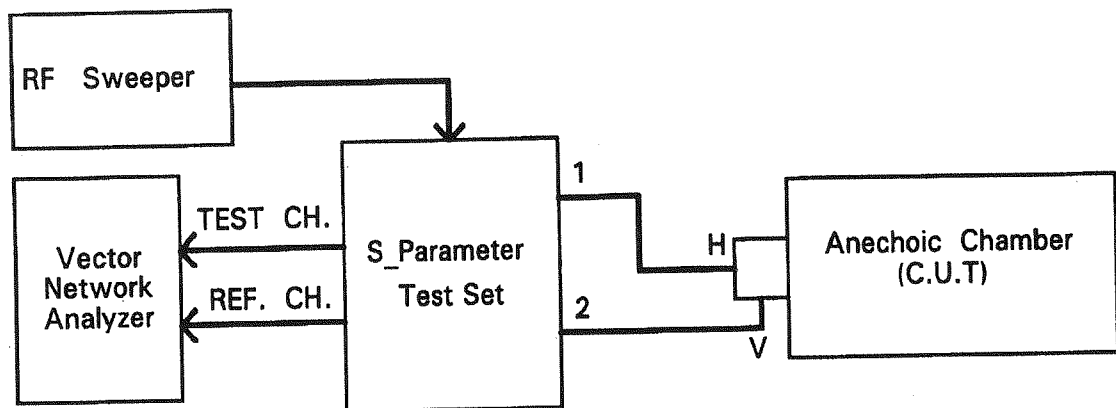 RF Sweeper
TEST CH.
REF. CH.
Vector
Network
Analyzer
S_Parameter
Test Set
1
2
H
V
Anechoic Chamber
(C.U.T)